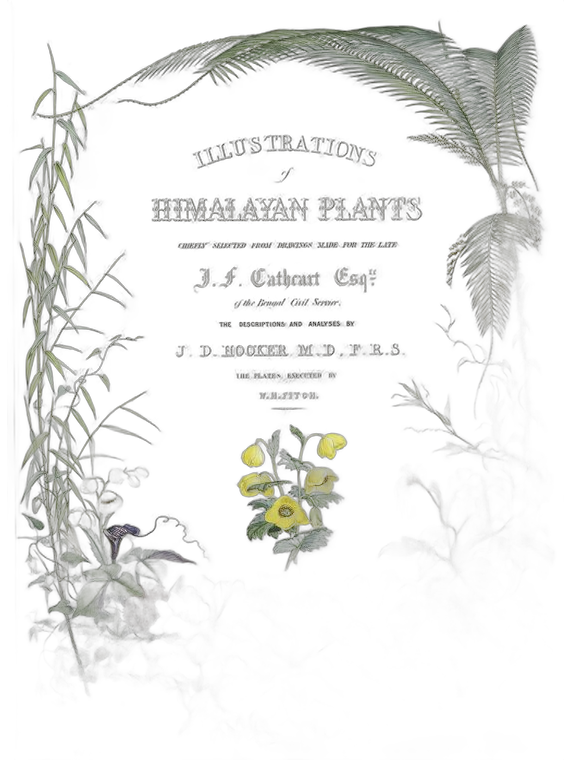 ILLUSTRATIONS
of
HIMALAYAN PLANTS
CHIEFLY SELECTED FROM DRAWINGS MADE FOR THE LATE
J. F. Cathcart Esqre.
of the Bengal Civil Service,
THE DESCRIPTIONS AND ANALYSES BY
J. D. HOOKER M.D., F.R.S.
THE PLATES EXECUTED BY
W.H.FITCH.